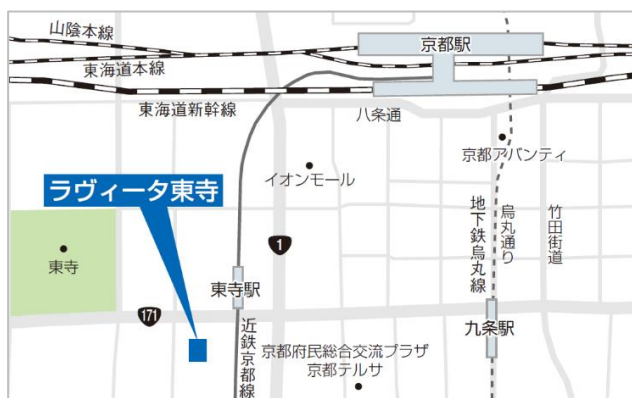 山陰本線
京都駅
東海道本線
東海道新幹線
八条通
京都アバンティ
イオンモール
ラヴィータ東寺
地下鉄烏丸線
烏丸通り
竹田街道
東寺
1
東寺駅
171
九条駅
近鉄京都線
京都府民総合交流プラザ
京都テルサ